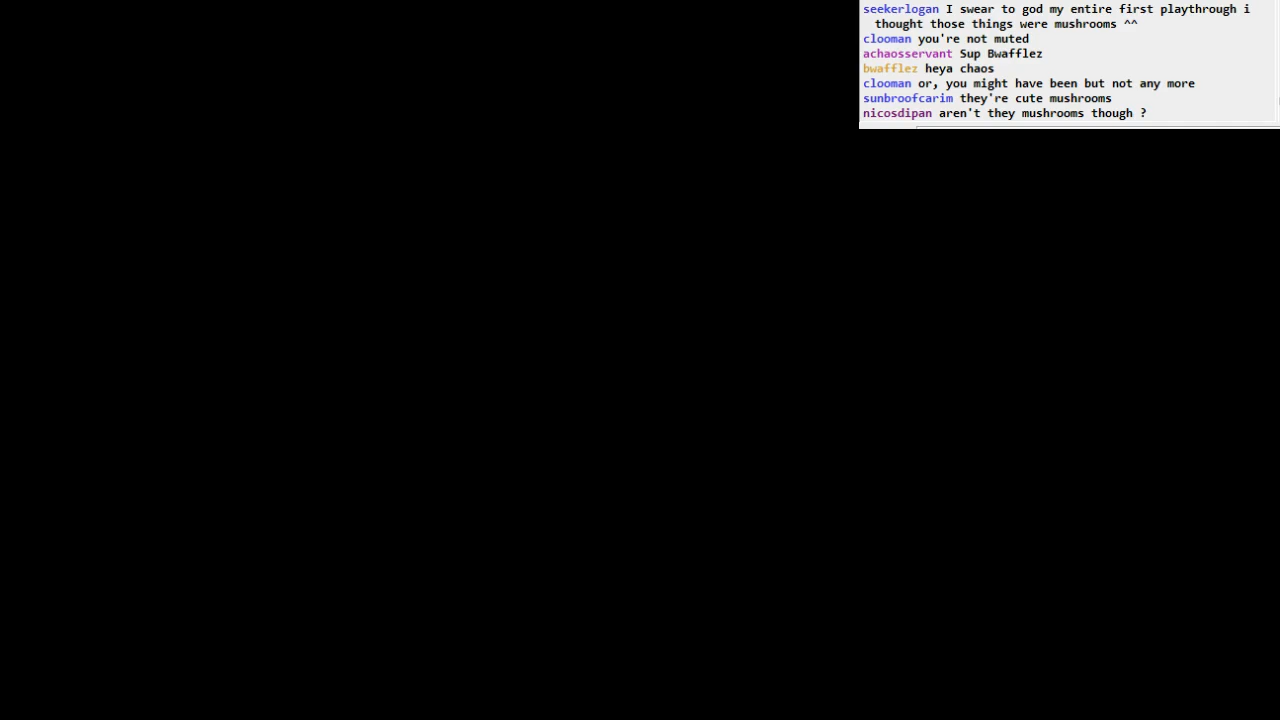 seekerlogan I swear to god my entire first playthrough i
thought those things were mushrooms ^^
clooman you're not muted
achaosservant Sup Bwafflez
bwafflez heya chaos
clooman or, you might have been but not any more
sunbroofcarim they're cute mushrooms
nicosdipan aren't they mushrooms though ?